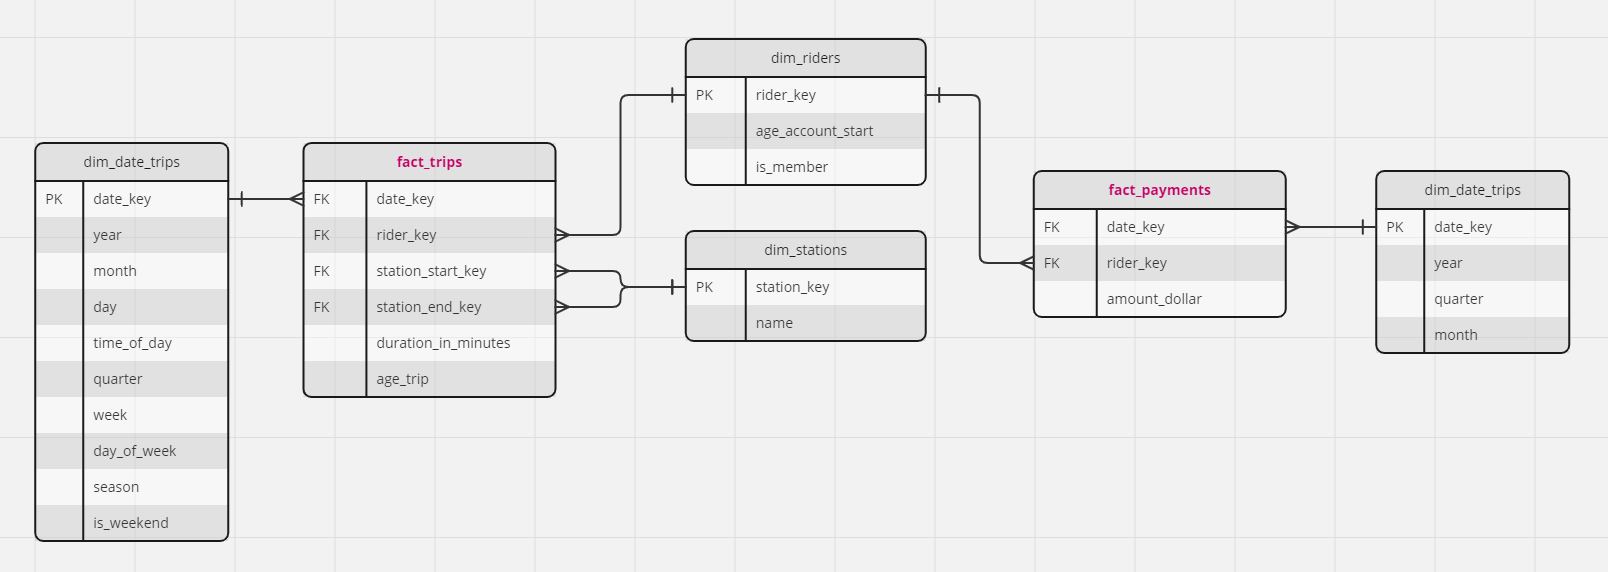 dim_date_trips
PK date_key
year
month
day
time_of_day
quarter
week
day_of_week
season
is_weekend
fact_trips
FK date_key
FK rider_key
FK station_start_key
FK station_end_key
duration_in_minutes
age_trip
dim_riders
PK rider_key
age_account_start
is_member
dim_stations
PK station_key
name
fact_payments
FK date_key
FK rider_key
amount_dollar
dim_date_trips
PK date_key
year
quarter
month